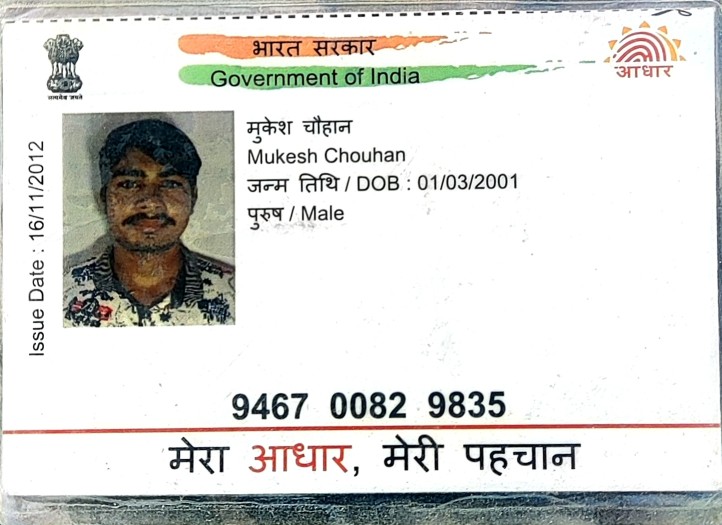 भारत सरकार
Government of India
सत्यमेव जयते
आधार
Issue Date : 16/11/2012
मुकेश चौहान
Mukesh Chouhan
जन्म तिथि / DOB : 01/03/2001
पुरुष / Male
9467 0082 9835
मेरा आधार, मेरी पहचान